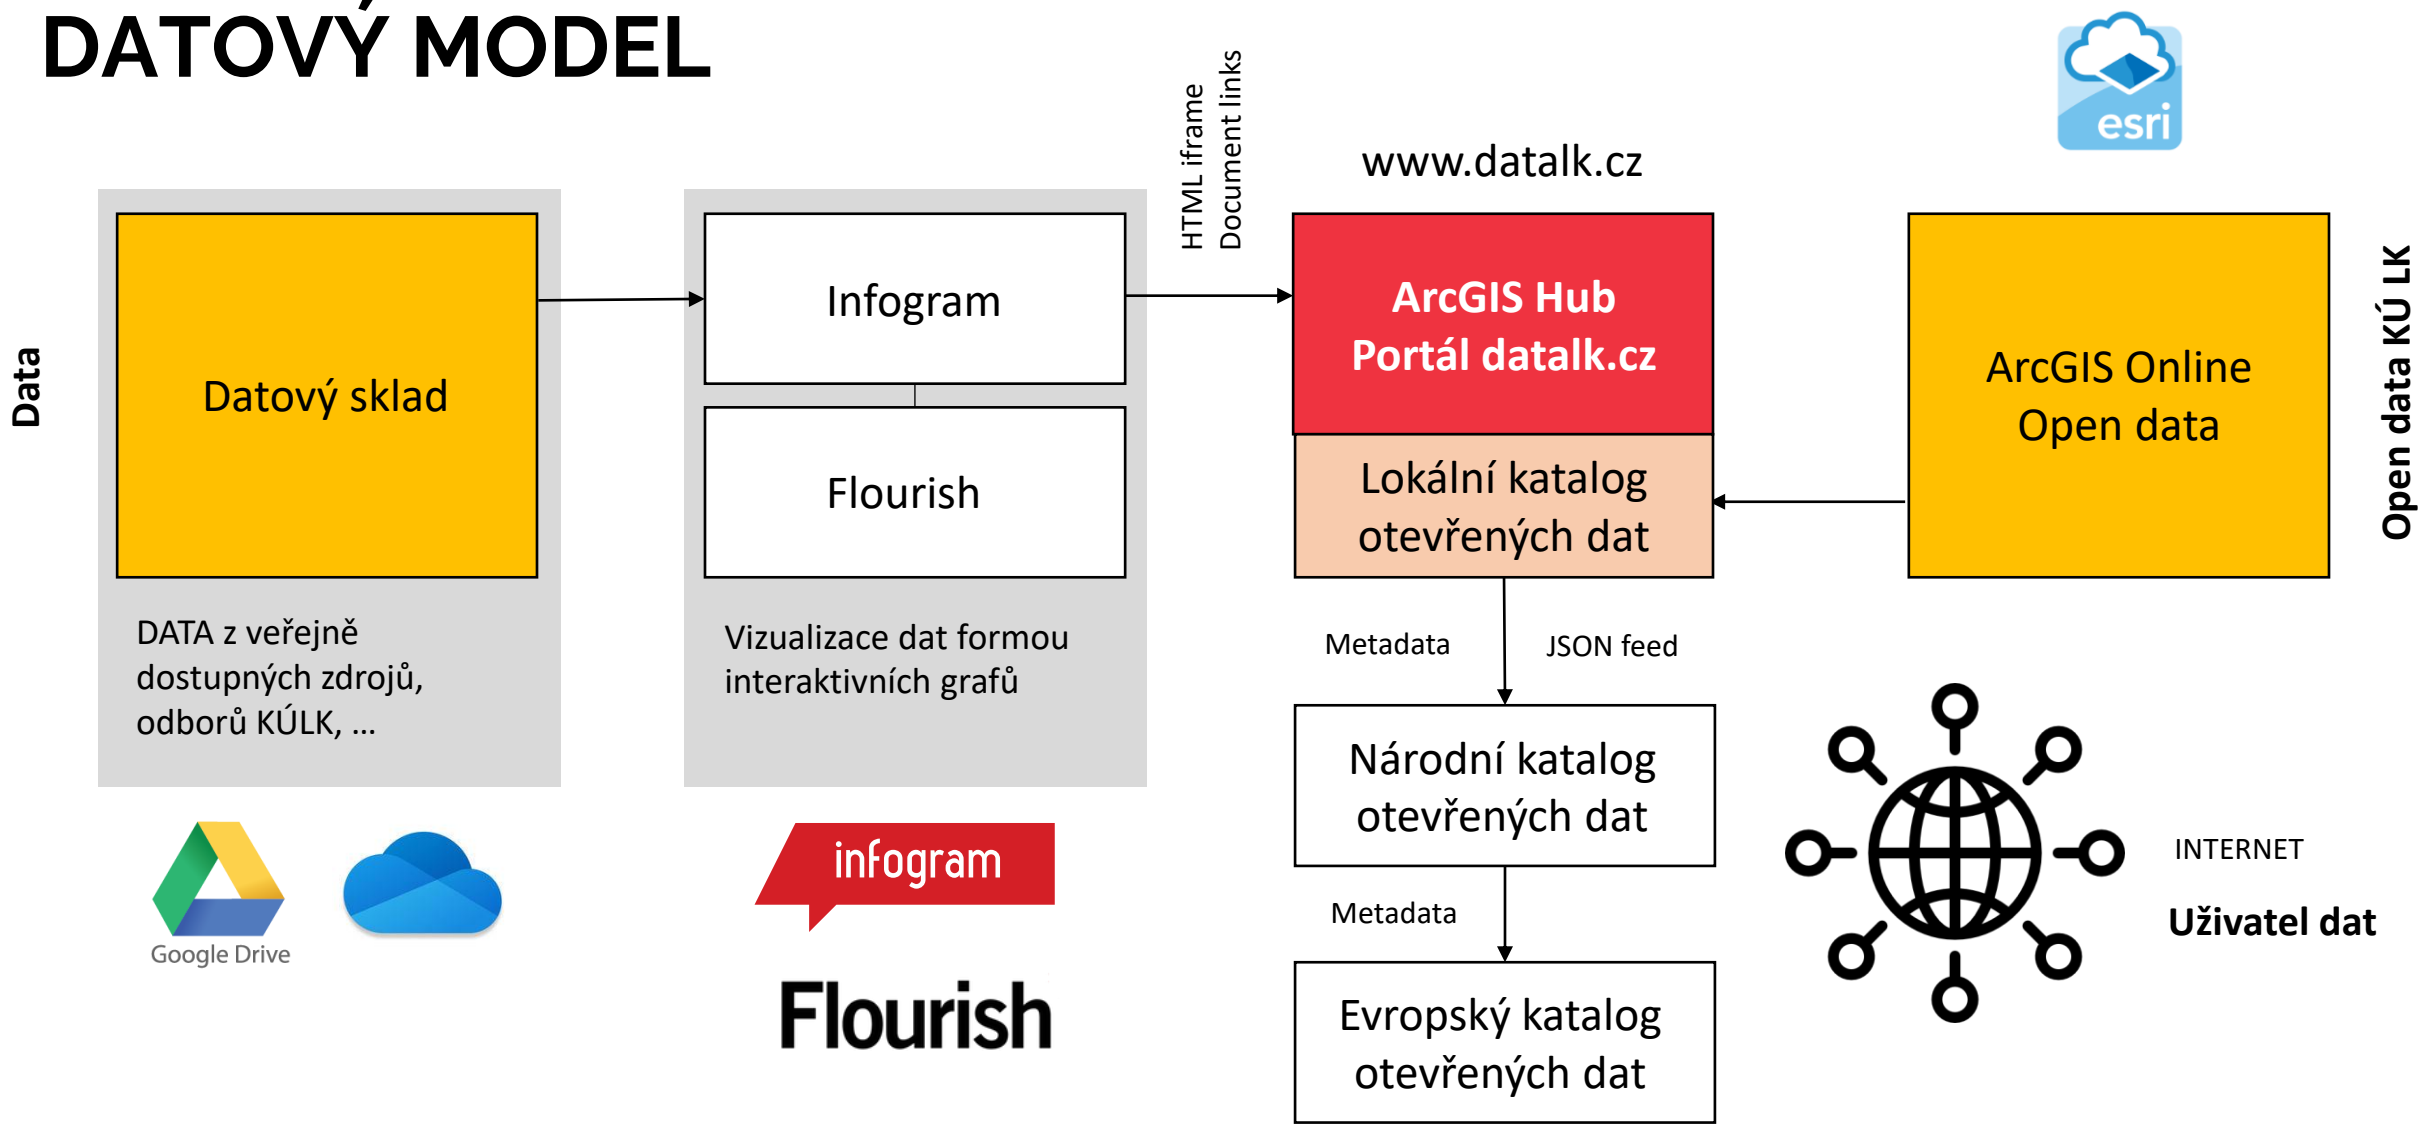 DATOVÝ MODEL
HTML iframe
Document links
www.datalk.cz
esri
Data
Datový sklad
DATA z veřejně
dostupných zdrojů,
odborů KÚLK, ...
Google Drive
Infogram
Flourish
Vizualizace dat formou
interaktivních grafů
infogram
Flourish
ArcGIS Hub
Portál datalk.cz
Lokální katalog
otevřených dat
Metadata
JSON feed
Národní katalog
otevřených dat
Metadata
Evropský katalog
otevřených dat
ArcGIS Online
Open data
Open data KÚ LK
INTERNET
Uživatel dat